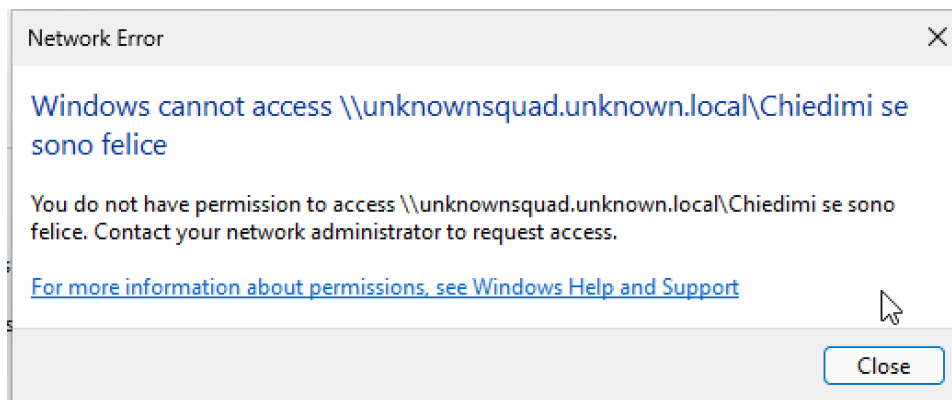 Network Error
Windows cannot access \\unknownsquad.unknown.local\Chiedimi se
sono felice
You do not have permission to access \\unknownsquad.unknown.local\Chiedimi se sono
felice. Contact your network administrator to request access.
For more information about permissions, see Windows Help and Support
Close